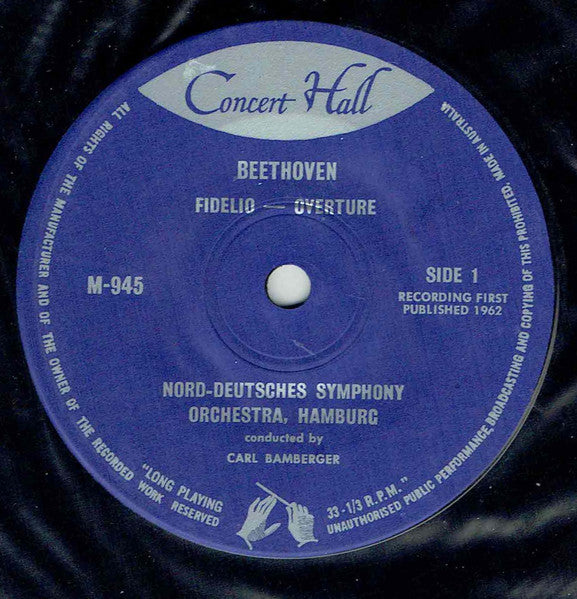 Concert Hall
BEETHOVEN
FIDELIO — OVERTURE
M-945
SIDE 1
RECORDING FIRST
PUBLISHED 1962
NORD-DEUTSCHES SYMPHONY
ORCHESTRA, HAMBURG
conducted by
CARL BAMBERGER
"LONG PLAYING
33-1/3 R.P.M."
ALL RIGHTS OF THE MANUFACTURER AND OF THE OWNER OF THE RECORDED WORK RESERVED
UNAUTHORISED PUBLIC PERFORMANCE, BROADCASTING AND COPYING OF THIS PROHIBITED. MADE IN AUSTRALIA